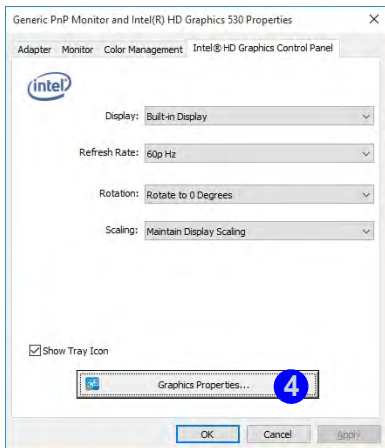 Generic PnP Monitor and Intel(R) HD Graphics 530 Properties
Adapter Monitor Color Management Intel® HD Graphics Control Panel
intel
Display: Built-in Display
Refresh Rate: 60p Hz
Rotation: Rotate to 0 Degrees
Scaling: Maintain Display Scaling
Show Tray Icon
Graphics Properties... 4
OK Cancel Apply